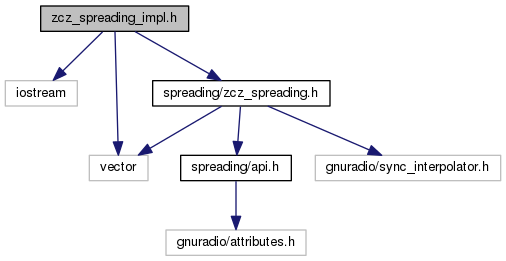 zcz_spreading_impl.h
iostream
spreading/zcz_spreading.h
vector
spreading/api.h
gnuradio/sync_interpolator.h
gnuradio/attributes.h